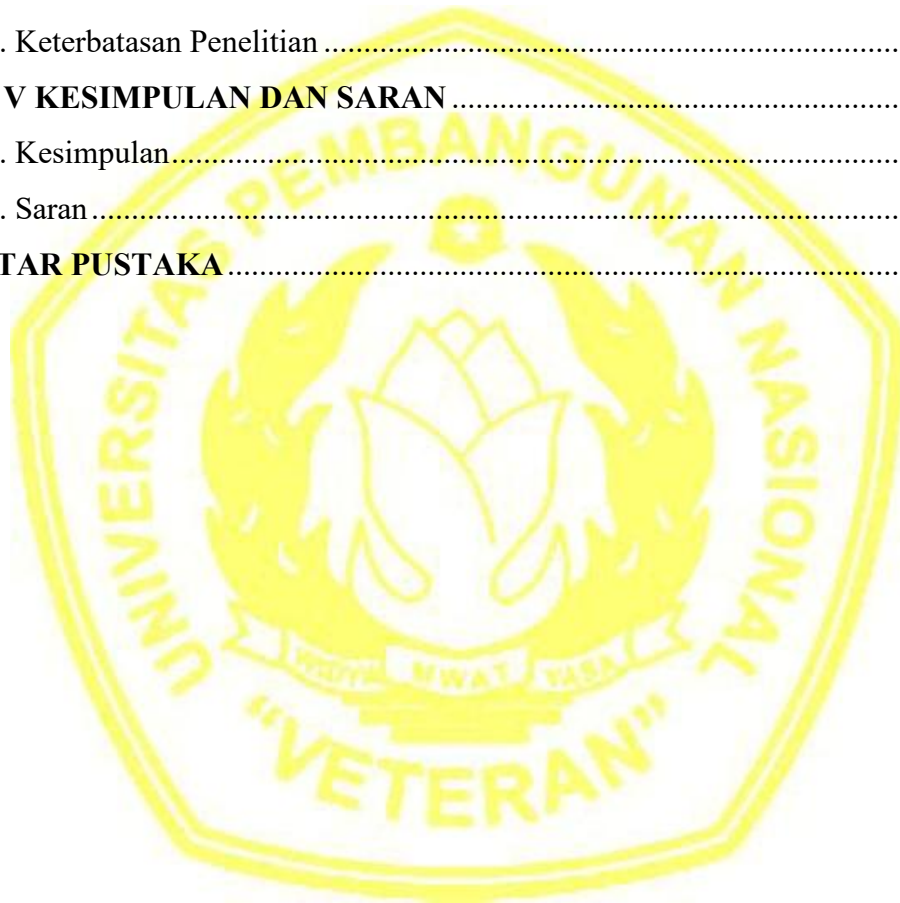 . Keterbatasan Penelitian ........................................................................
V KESIMPULAN DAN SARAN ........................................................
. Kesimpulan ...........................................................................................
. Saran .....................................................................................................
TAR PUSTAKA ....................................................................................
UNIVERSITAS PEMBANGUNAN NASIONAL
"VETERAN"